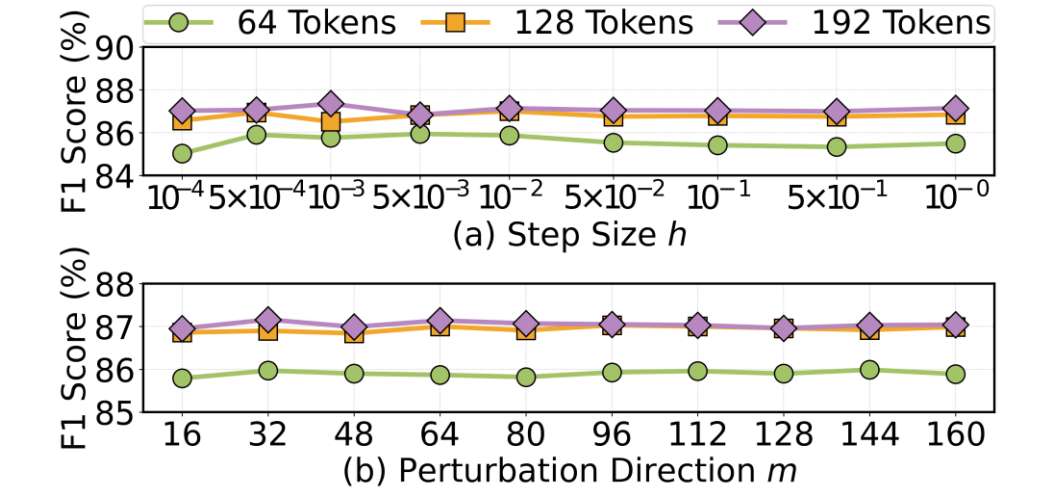 64 Tokens 128 Tokens 192 Tokens
F1 Score (%)
90
88
86
84
10⁻⁴ 5×10⁻⁴ 10⁻³ 5×10⁻³ 10⁻² 5×10⁻² 10⁻¹ 5×10⁻¹ 10⁻⁰
(a) Step Size h
F1 Score (%)
88
87
86
85
16 32 48 64 80 96 112 128 144 160
(b) Perturbation Direction m